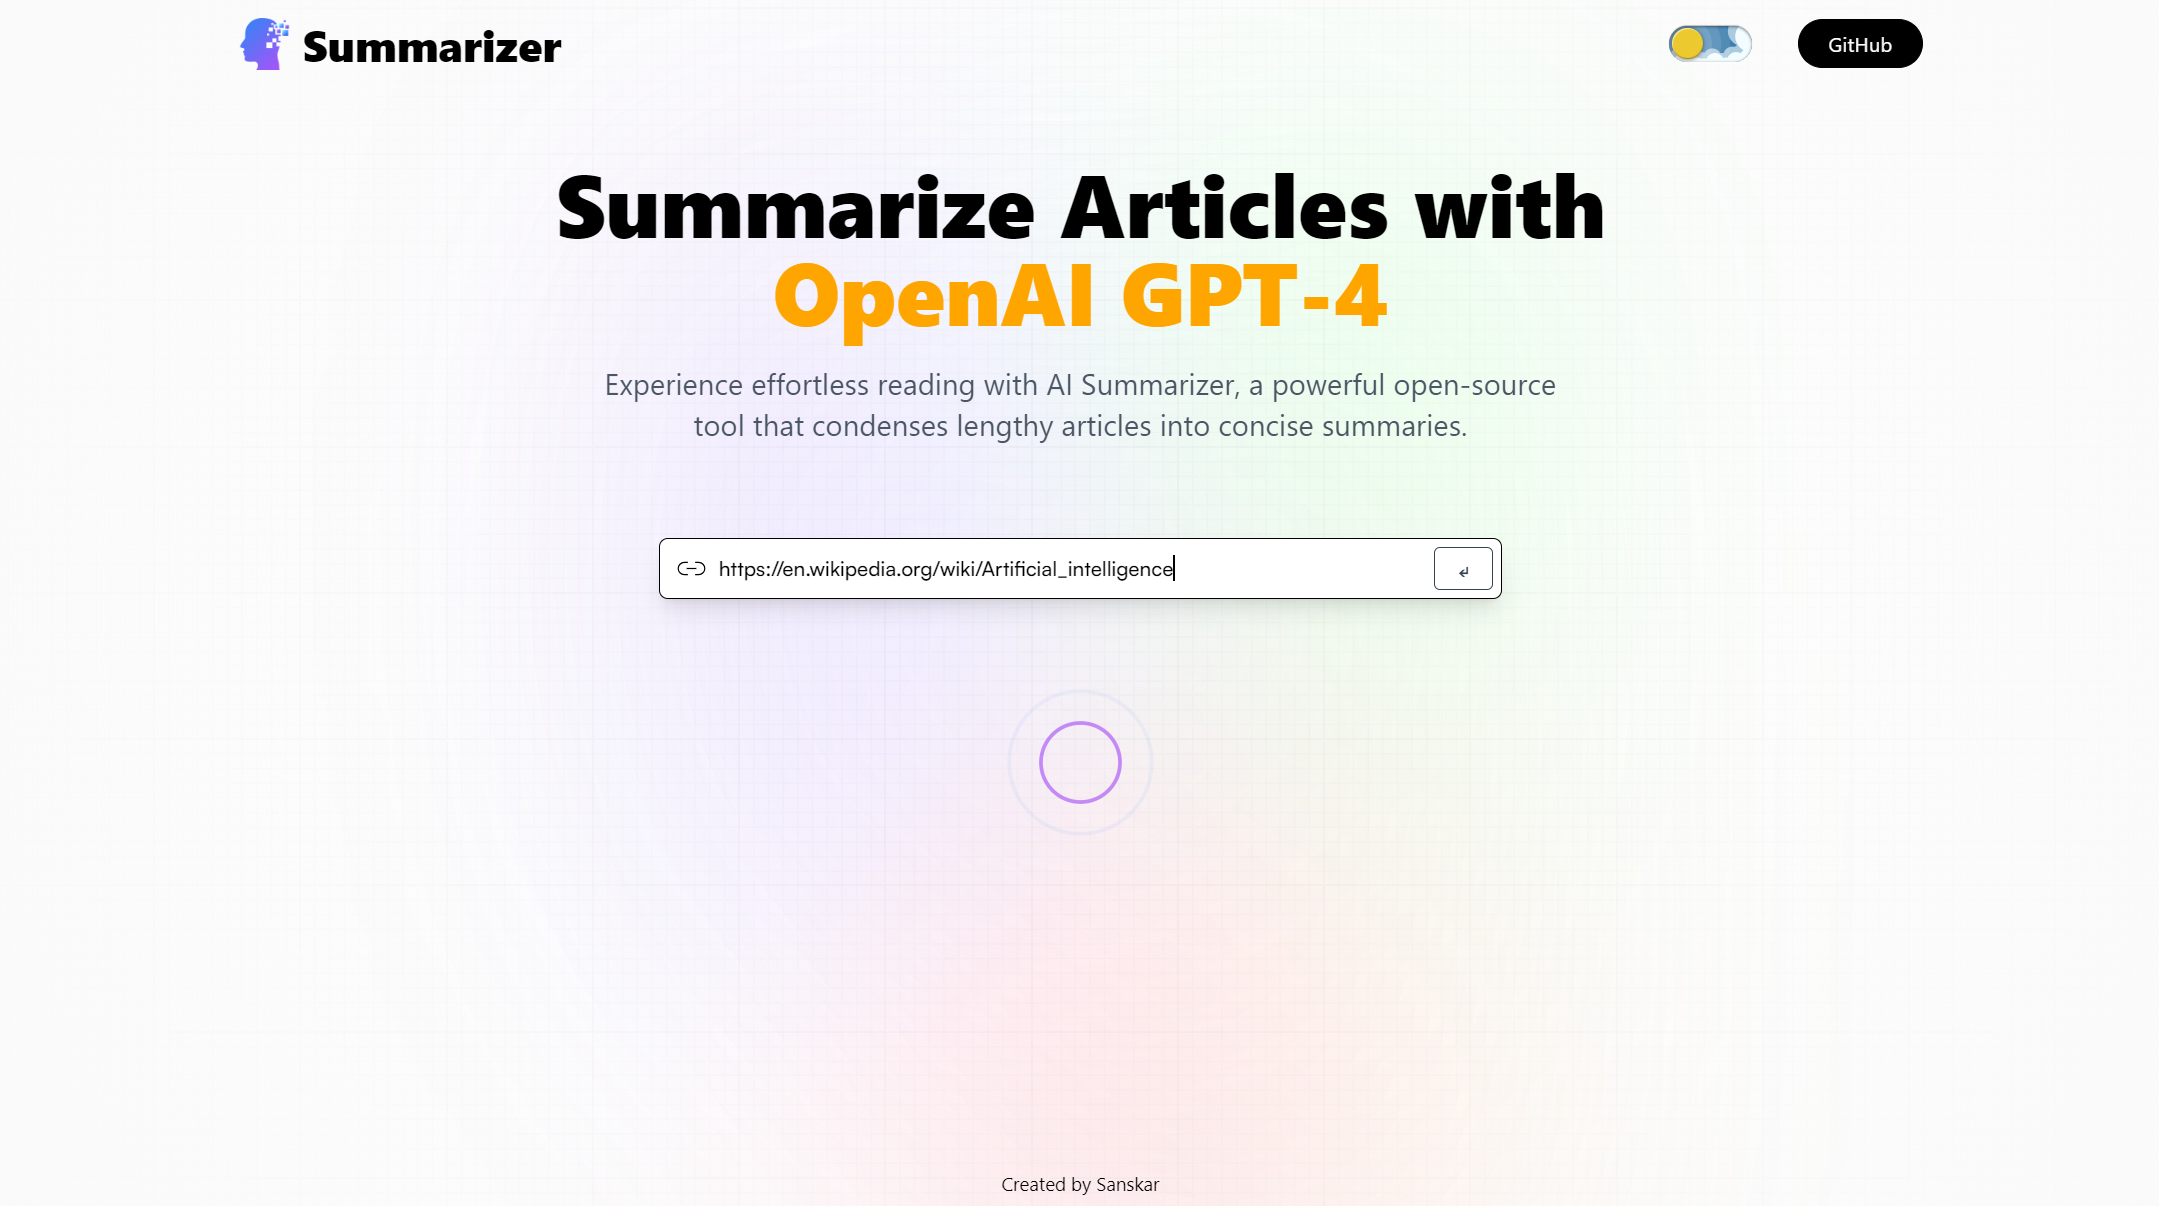 Summarizer
GitHub
Summarize Articles with
OpenAI GPT-4
Experience effortless reading with AI Summarizer, a powerful open-source
tool that condenses lengthy articles into concise summaries.
https://en.wikipedia.org/wiki/Artificial_intelligence
↵
Created by Sanskar